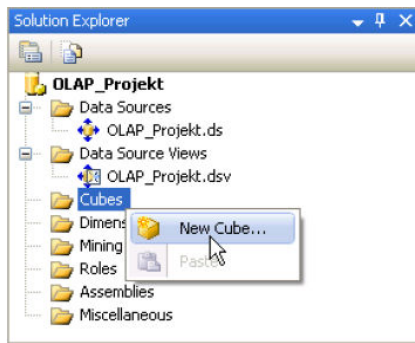 Solution Explorer
OLAP_Projekt
Data Sources
OLAP_Projekt.ds
Data Source Views
OLAP_Projekt.dsv
Cubes
New Cube...
Mining
Paste
Roles
Assemblies
Miscellaneous